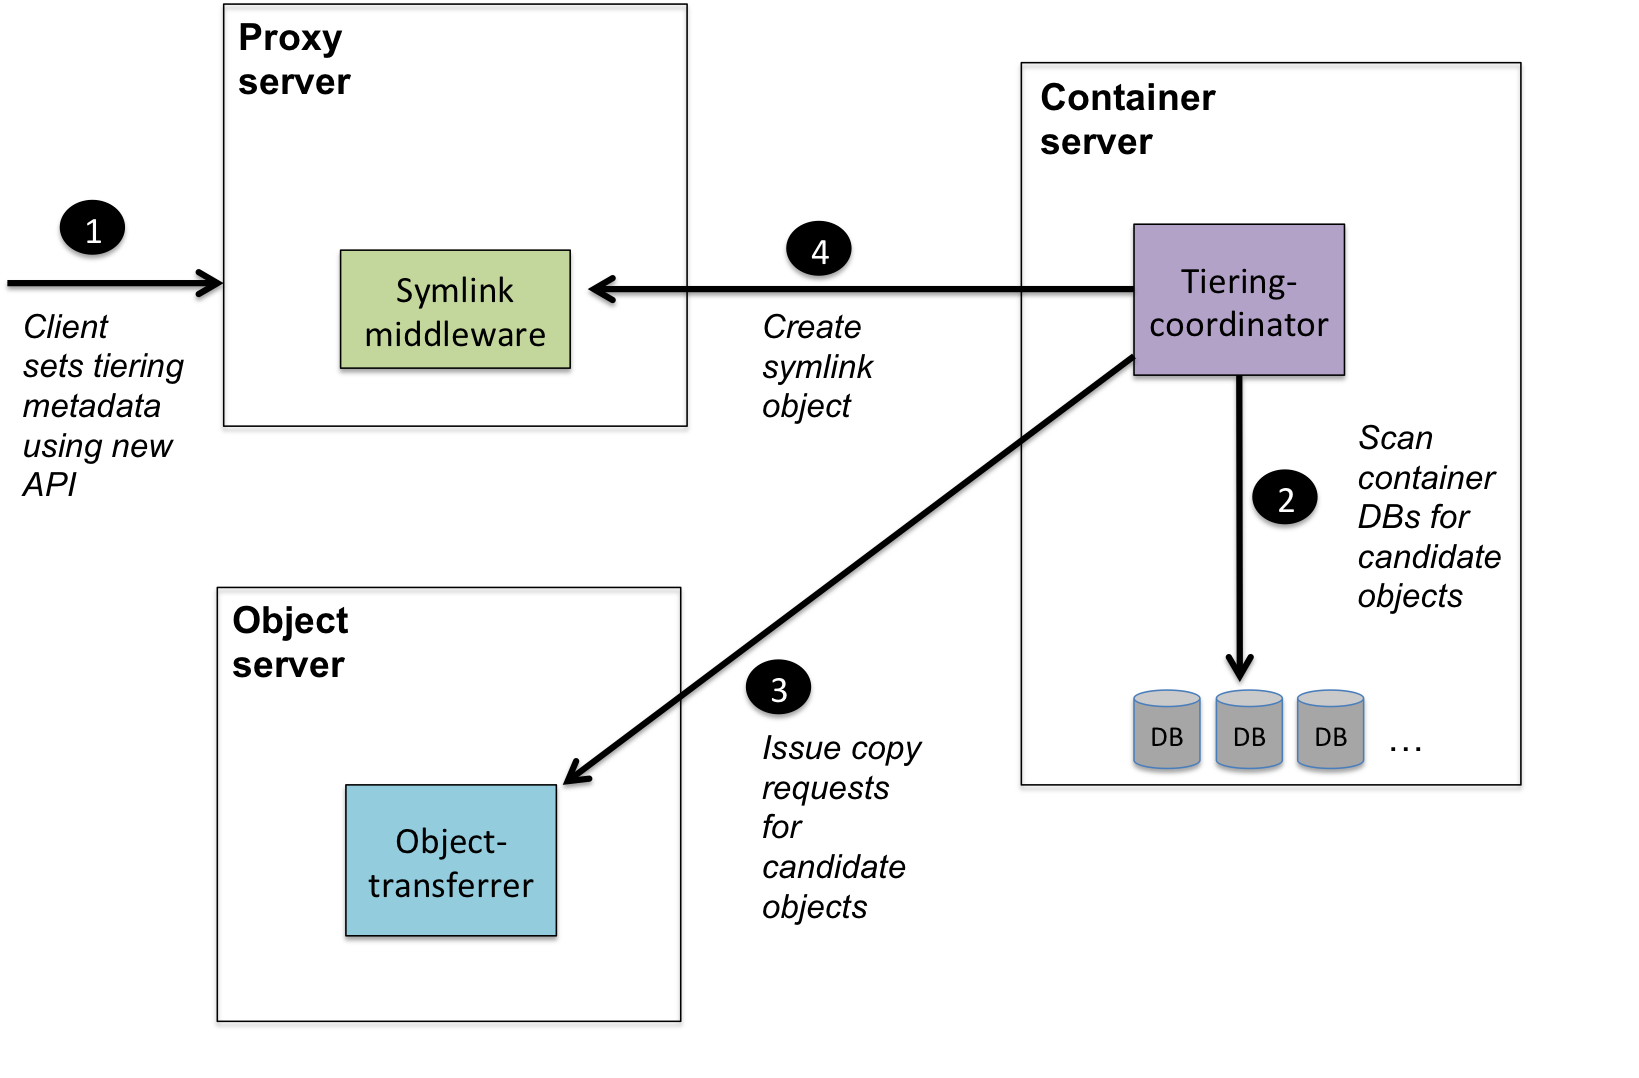 Proxy
server
Container
server
1
Client
sets tiering
metadata
using new
API
Symlink
middleware
4
Create
symlink
object
Tiering-
coordinator
2
Scan
container
DBs for
candidate
objects
Object
server
3
Issue copy
requests
for
candidate
objects
Object-
transferrer
DB
DB
DB
...